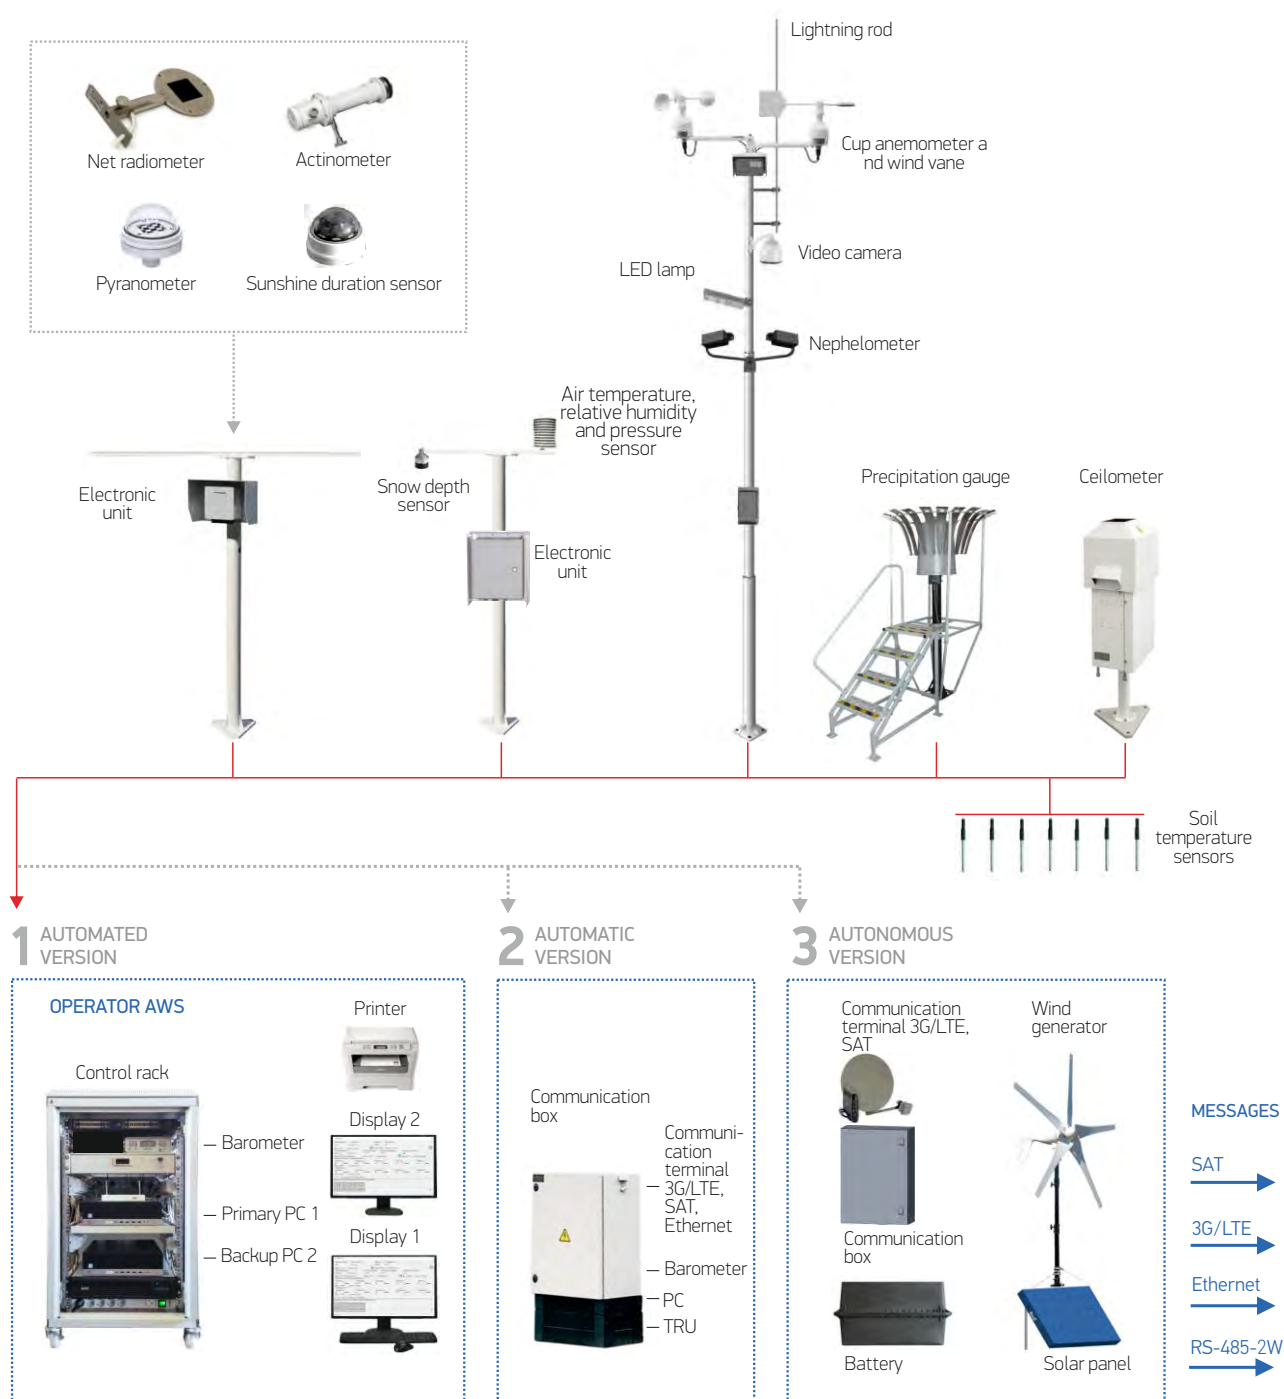 Lightning rod
Net radiometer
Actinometer
Cup anemometer a
nd wind vane
Pyranometer
Sunshine duration sensor
Video camera
LED lamp
Nephelometer
Air temperature,
relative humidity
and pressure
sensor
Electronic
unit
Snow depth
sensor
Electronic
unit
Precipitation gauge
Ceilometer
Soil
temperature
sensors
1 AUTOMATED
VERSION
2 AUTOMATIC
VERSION
3 AUTONOMOUS
VERSION
OPERATOR AWS
Printer
Control rack
Barometer
Primary PC 1
Backup PC 2
Display 2
Display 1
Communication
box
Communi-
cation
terminal
3G/LTE,
SAT,
Ethernet
Barometer
PC
TRU
Communication
terminal 3G/LTE,
SAT
Wind
generator
Communication
box
Battery
Solar panel
MESSAGES
SAT
3G/LTE
Ethernet
RS-485-2W